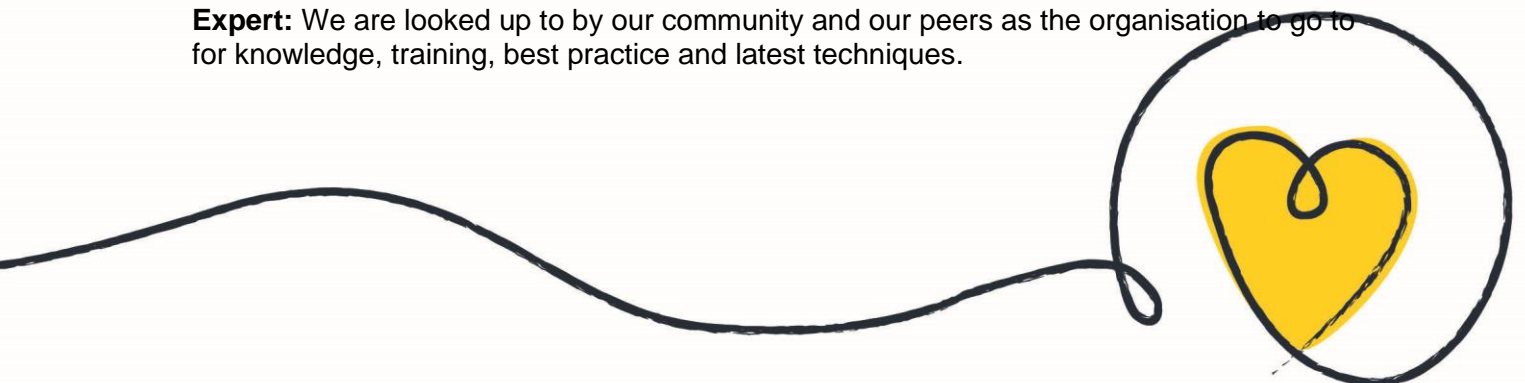 Expert: We are looked up to by our community and our peers as the organisation to go to
for knowledge, training, best practice and latest techniques.